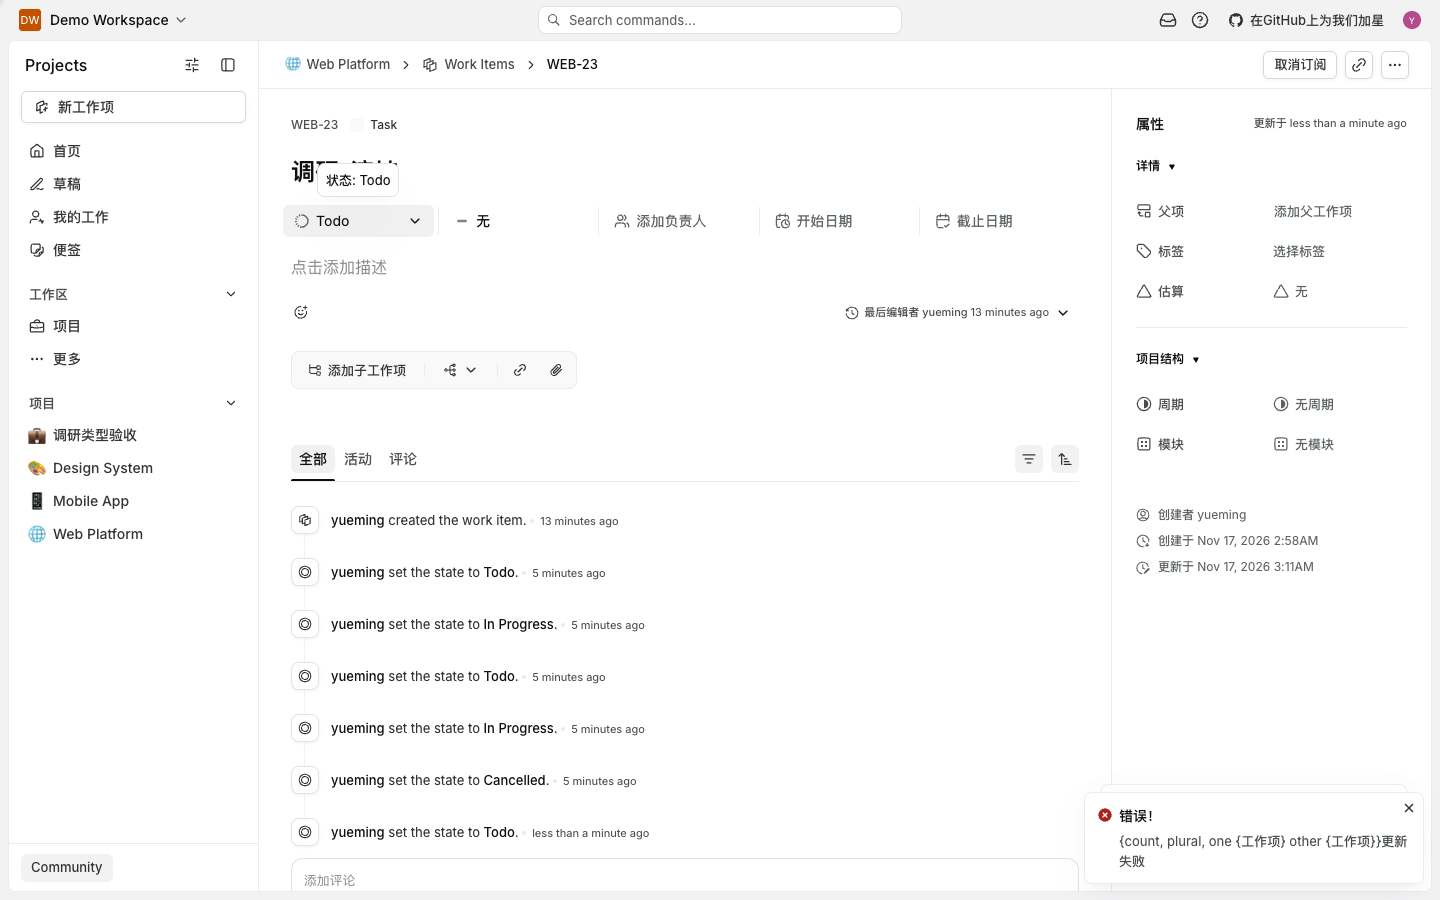 DW Demo Workspace
Search commands...
在GitHub上为我们加星
Y
Projects
新工作项
首页
草稿
我的工作
便签
工作区
项目
更多
项目
调研类型验收
Design System
Mobile App
Web Platform
Community
Web Platform > Work Items > WEB-23
取消订阅
WEB-23 Task
状态: Todo
Todo
无
添加负责人
开始日期
截止日期
点击添加描述
最后编辑者 yueming 13 minutes ago
添加子工作项
全部 活动 评论
yueming created the work item. 13 minutes ago
yueming set the state to Todo. 5 minutes ago
yueming set the state to In Progress. 5 minutes ago
yueming set the state to Todo. 5 minutes ago
yueming set the state to In Progress. 5 minutes ago
yueming set the state to Cancelled. 5 minutes ago
yueming set the state to Todo. less than a minute ago
添加评论
属性 更新于 less than a minute ago
详情
父项 添加父工作项
标签 选择标签
估算 无
项目结构
周期 无周期
模块 无模块
创建者 yueming
创建于 Nov 17, 2026 2:58AM
更新于 Nov 17, 2026 3:11AM
错误!
{count, plural, one {工作项} other {工作项}}更新
失败